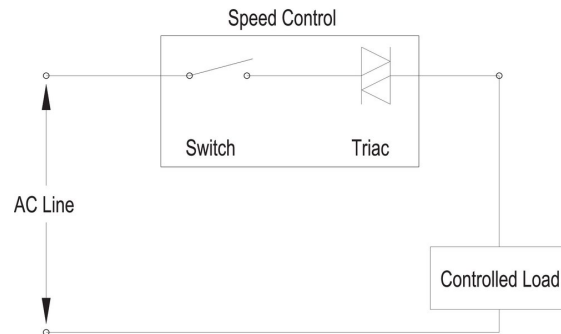 Speed Control
Switch
Triac
AC Line
Controlled Load